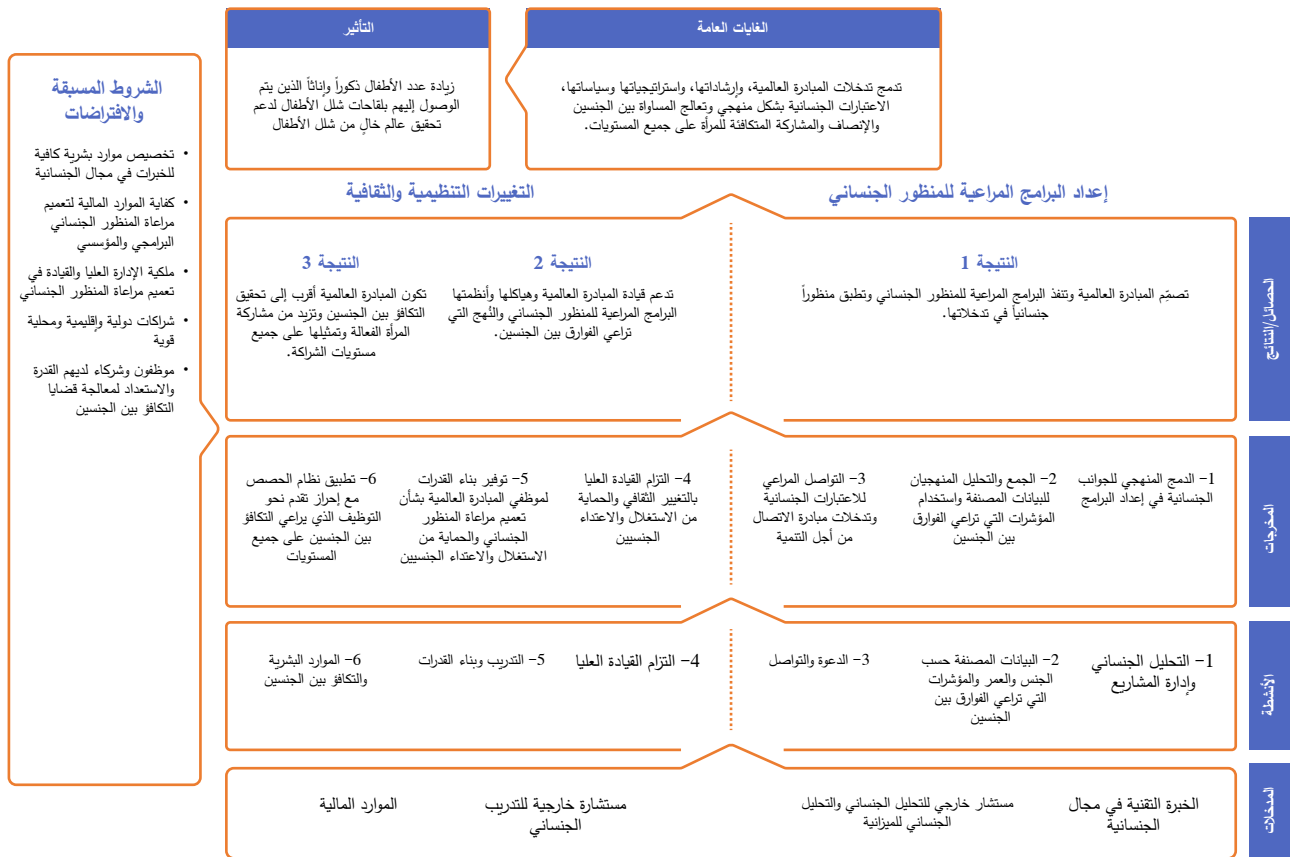 الغايات العامة
تدمج تدخلات المبادرة العالمية، وإرشاداتها، واستراتيجياتها وسياساتها،
الاعتبارات الجنسانية بشكل منهجي وتعالج المساواة بين الجنسين
والإنصاف والمشاركة المتكافئة للمرأة على جميع المستويات.
التأثير
زيادة عدد الأطفال ذكوراً وإناثاً الذين يتم
الوصول إليهم بلقاحات شلل الأطفال لدعم
تحقيق عالم خالٍ من شلل الأطفال
الشروط المسبقة
والافتراضات
• تخصيص موارد بشرية كافية
للخبرات في مجال الجنسانية
• كفاية الموارد المالية لتعميم
مراعاة المنظور الجنساني
البرامجي والمؤسسي
• ملكية الإدارة العليا والقيادة في
تعميم مراعاة المنظور الجنساني
• شراكات دولية وإقليمية ومحلية
قوية
• موظفون وشركاء لديهم القدرة
والاستعداد لمعالجة قضايا
التكافؤ بين الجنسين
إعداد البرامج المراعية للمنظور الجنساني
التغييرات التنظيمية والثقافية
الحصائل/النتائج
النتيجة 1
تصمّم المبادرة العالمية وتنفذ البرامج المراعية للمنظور الجنساني وتطبق منظوراً
جنسانياً في تدخلاتها.
النتيجة 2
تدعم قيادة المبادرة العالمية وهياكلها وأنظمتها
البرامج المراعية للمنظور الجنساني والنُهج التي
تراعي الفوارق بين الجنسين.
النتيجة 3
تكون المبادرة العالمية أقرب إلى تحقيق
التكافؤ بين الجنسين وتزيد من مشاركة
المرأة الفعالة وتمثيلها على جميع
مستويات الشراكة.
المخرجات
1– الدمج المنهجي للجوانب
الجنسانية في إعداد البرامج
2– الجمع والتحليل المنهجيان
للبيانات المصنفة واستخدام
المؤشرات التي تراعي الفوارق
بين الجنسين
3– التواصل المراعي
للاعتبارات الجنسانية
وتدخلات مبادرة الاتصال
من أجل التنمية
4– التزام القيادة العليا
بالتغيير الثقافي والحماية
من الاستغلال والاعتداء
الجنسيين
5– توفير بناء القدرات
لموظفي المبادرة العالمية بشأن
تعميم مراعاة المنظور
الجنساني والحماية من
الاستغلال والاعتداء الجنسيين
6– تطبيق نظام الحصص
مع إحراز تقدم نحو
التوظيف الذي يراعي التكافؤ
بين الجنسين على جميع
المستويات
الأنشطة
1– التحليل الجنساني
وإدارة المشاريع
2– البيانات المصنفة حسب
الجنس والعمر والمؤشرات
التي تراعي الفوارق بين
الجنسين
3– الدعوة والتواصل
4– التزام القيادة العليا
5– التدريب وبناء القدرات
6– الموارد البشرية
والتكافؤ بين الجنسين
المدخلات
الخبرة التقنية في مجال
الجنسانية
مستشار خارجي للتحليل الجنساني والتحليل
الجنساني للميزانية
مستشارة خارجية للتدريب
الجنساني
الموارد المالية